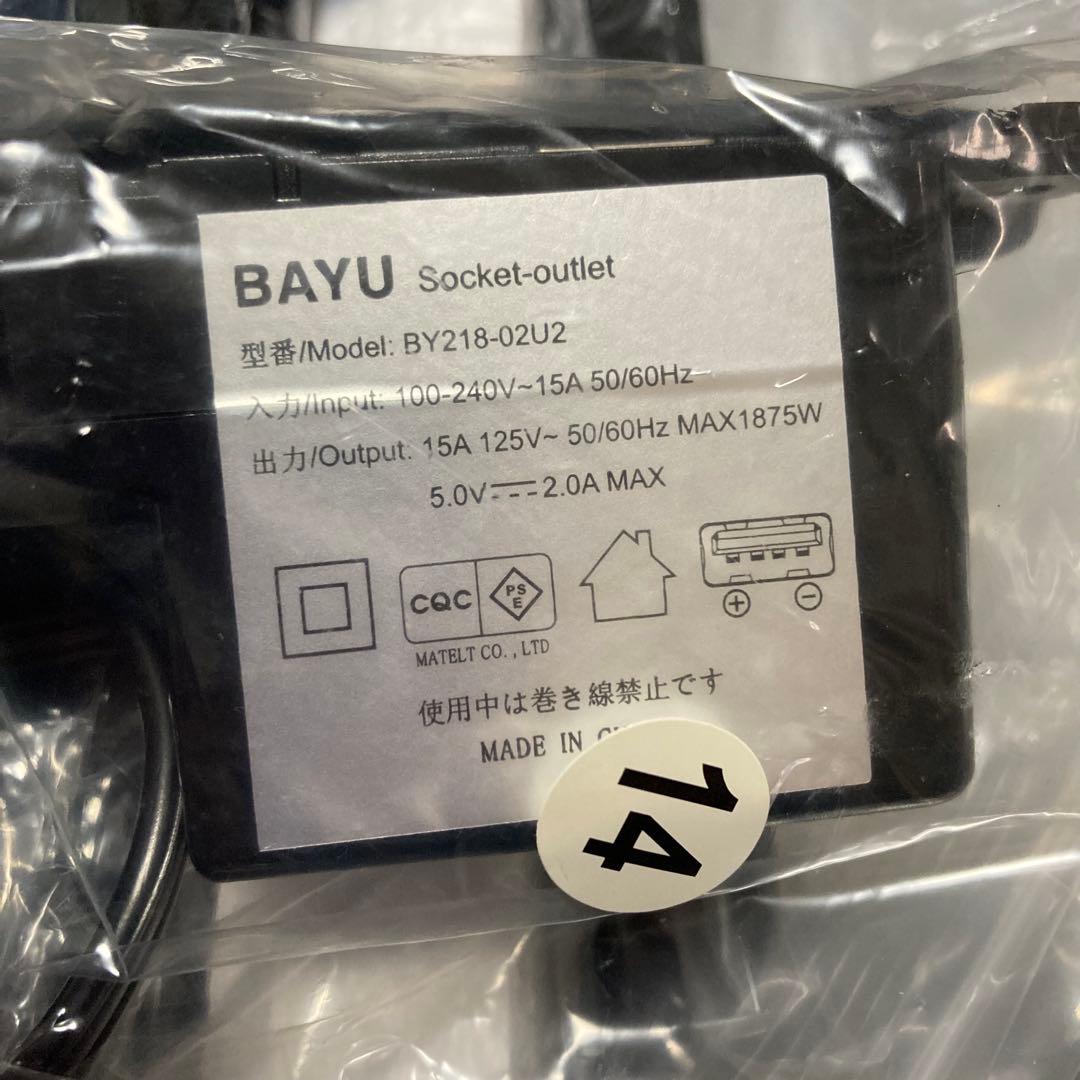 BAYU Socket-outlet
型番/Model: BY218-02U2
入力/Input: 100-240V~15A 50/60Hz
出力/Output: 15A 125V~ 50/60Hz MAX1875W
5.0V⎓2.0A MAX
CQC PS E
MATELT CO., LTD
+ -
使用中は巻き線禁止です
MADE IN
14